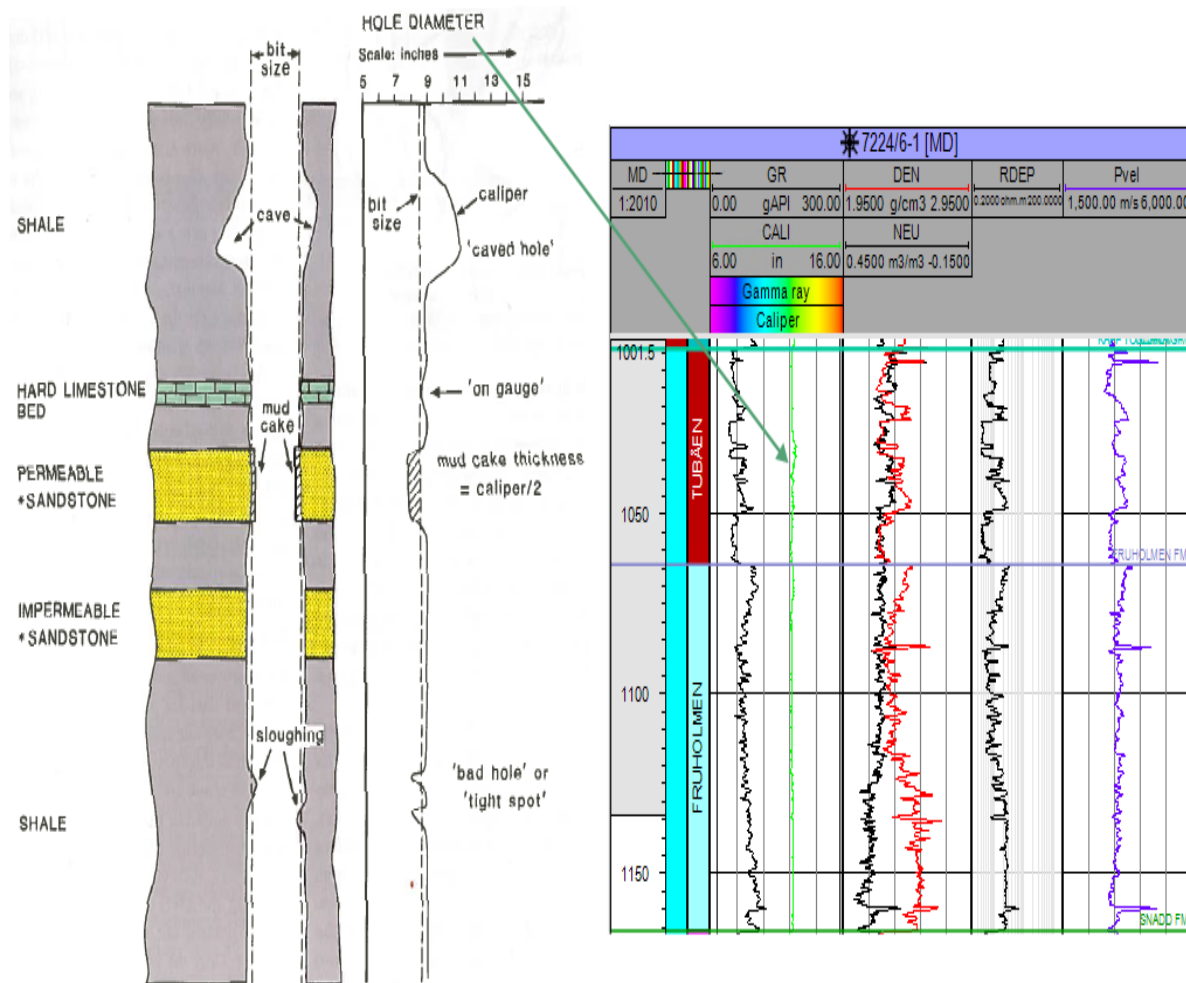 HOLE DIAMETER
bit
size
Scale: inches
5 7 9 11 13 15
SHALE
cave
bit
size
caliper
'caved hole'
HARD LIMESTONE
BED
mud
cake
'on gauge'
PERMEABLE
*SANDSTONE
mud cake thickness
= caliper/2
IMPERMEABLE
*SANDSTONE
sloughing
'bad hole' or
'tight spot'
SHALE
7224/6-1 [MD]
MD GR DEN RDEP Pvel
1:2010 0.00 gAPI 300.00 1.9500 g/cm3 2.9500 0.2000 ohm.m 200.0000 1,500.00 m/s 6,000.00
CALI NEU
6.00 in 16.00 0.4500 m3/m3 -0.1500
Gamma ray
Caliper
1001.5
TUBÅEN
1050
FRUHOLMEN FM
1100
FRUHOLMEN
1150
SNADD FM